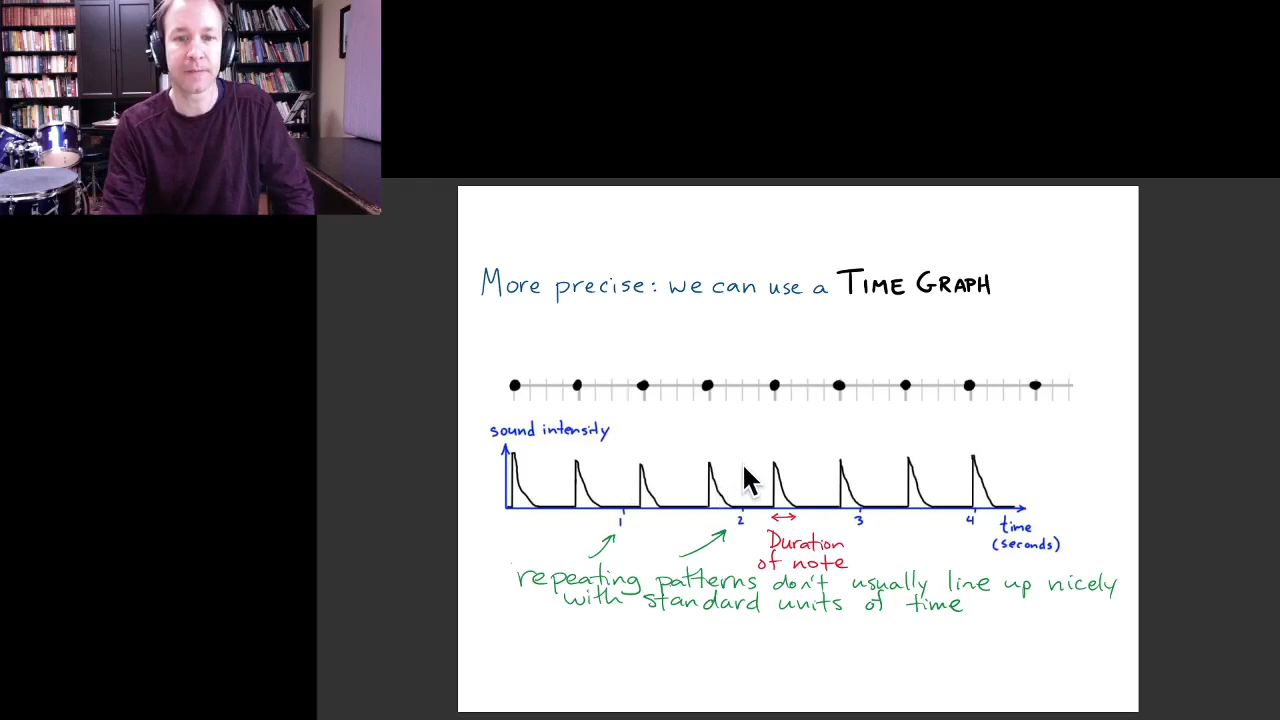 More precise: we can use a TIME GRAPH
sound intensity
1 2 3 4 time
(seconds)
Duration
of note
repeating patterns don't usually line up nicely
with standard units of time